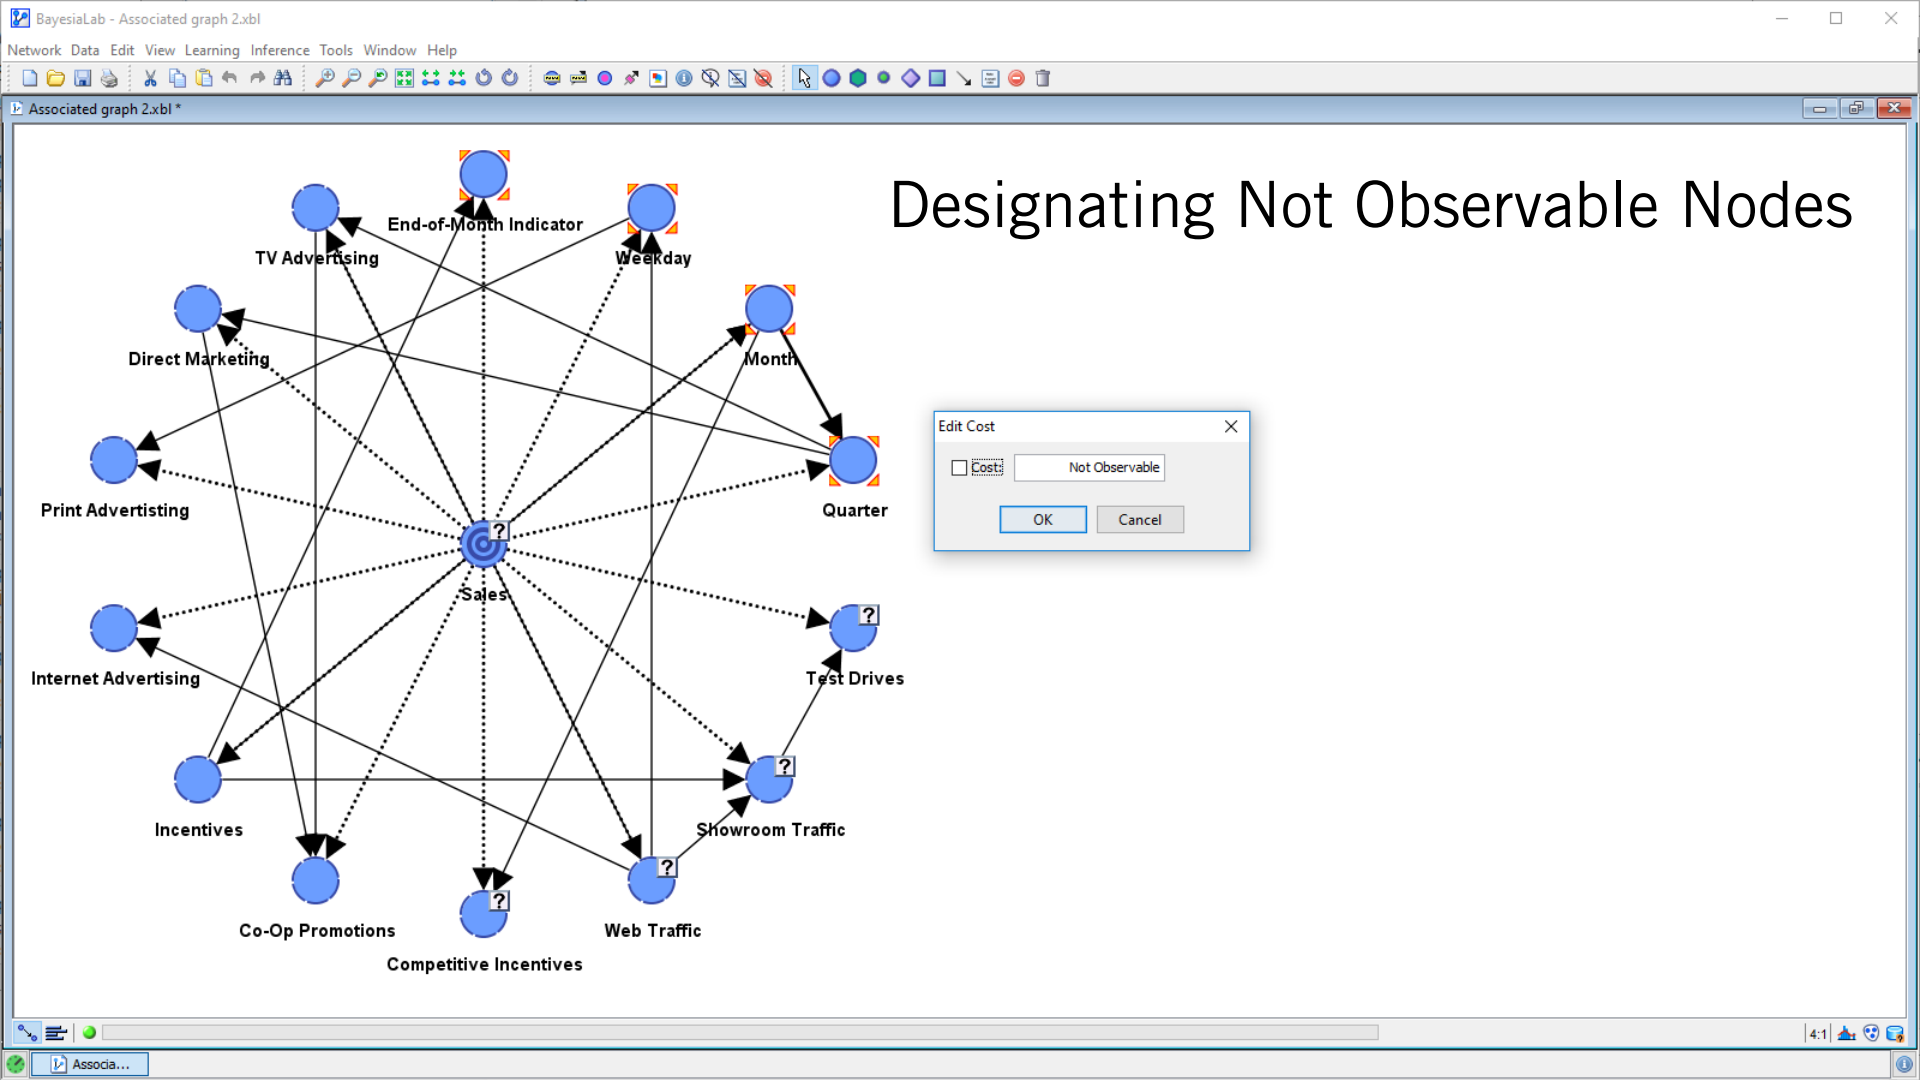 BayesiaLab - Associated graph 2.xbl
Network Data Edit View Learning Inference Tools Window Help
Associated graph 2.xbl *
Designating Not Observable Nodes
End-of-Month Indicator
TV Advertising
Weekday
Direct Marketing
Month
Edit Cost
Cost:
Not Observable
OK
Cancel
Print Advertisting
Quarter
?
Sales
?
Internet Advertising
Test Drives
?
Incentives
Showroom Traffic
?
?
Co-Op Promotions
Web Traffic
Competitive Incentives
4:1
Associa...